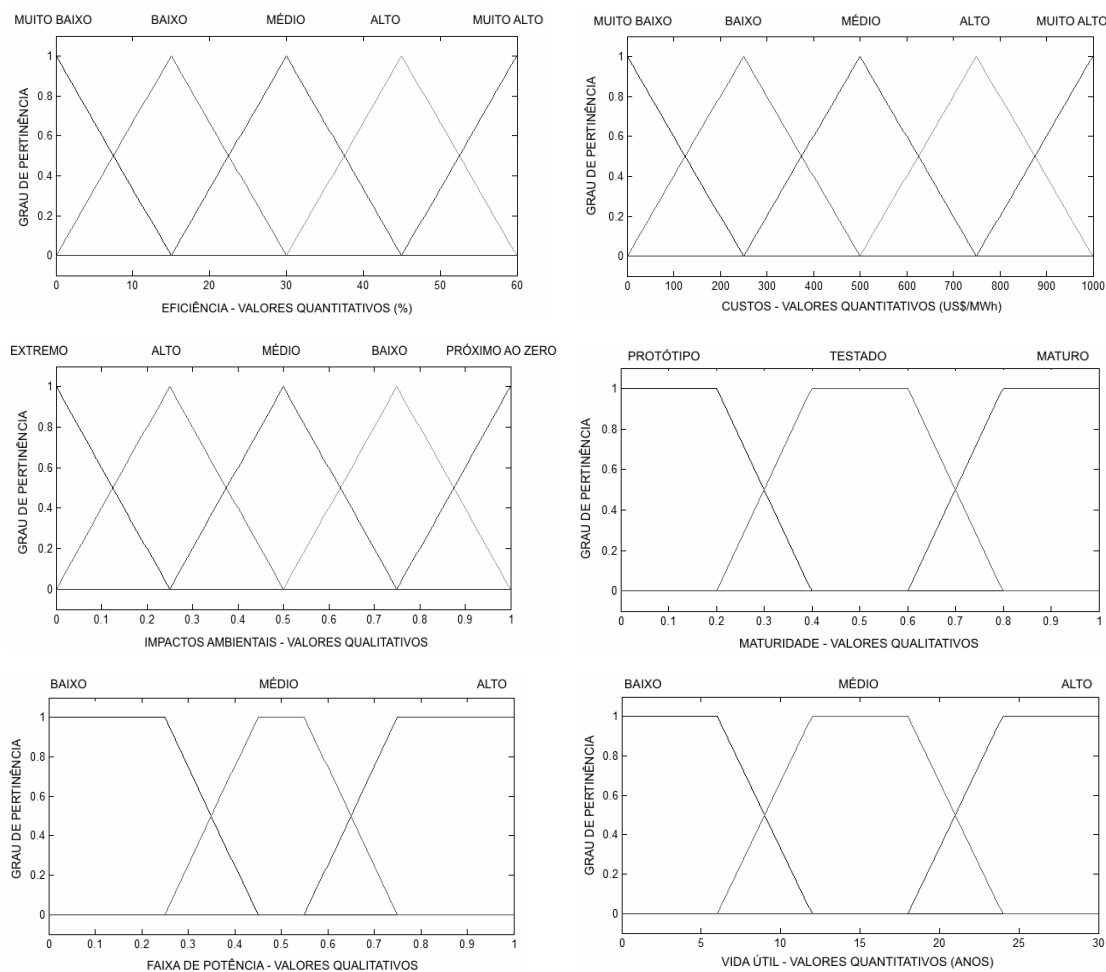 MUITO BAIXO BAIXO MÉDIO ALTO MUITO ALTO
1
0.8
0.6
0.4
0.2
0
GRAU DE PERTINÊNCIA
0 10 20 30 40 50 60
EFICIÊNCIA - VALORES QUANTITATIVOS (%)
MUITO BAIXO BAIXO MÉDIO ALTO MUITO ALTO
1
0.8
0.6
0.4
0.2
0
GRAU DE PERTINÊNCIA
0 100 200 300 400 500 600 700 800 900 1000
CUSTOS - VALORES QUANTITATIVOS (US$/MWh)
EXTREMO ALTO MÉDIO BAIXO PRÓXIMO AO ZERO
1
0.8
0.6
0.4
0.2
0
GRAU DE PERTINÊNCIA
0 0.1 0.2 0.3 0.4 0.5 0.6 0.7 0.8 0.9 1
IMPACTOS AMBIENTAIS - VALORES QUALITATIVOS
PROTÓTIPO TESTADO MATURO
1
0.8
0.6
0.4
0.2
0
GRAU DE PERTINÊNCIA
0 0.1 0.2 0.3 0.4 0.5 0.6 0.7 0.8 0.9 1
MATURIDADE - VALORES QUALITATIVOS
BAIXO MÉDIO ALTO
1
0.8
0.6
0.4
0.2
0
GRAU DE PERTINÊNCIA
0 0.1 0.2 0.3 0.4 0.5 0.6 0.7 0.8 0.9 1
FAIXA DE POTÊNCIA - VALORES QUALITATIVOS
BAIXO MÉDIO ALTO
1
0.8
0.6
0.4
0.2
0
GRAU DE PERTINÊNCIA
0 5 10 15 20 25 30
VIDA ÚTIL - VALORES QUANTITATIVOS (ANOS)